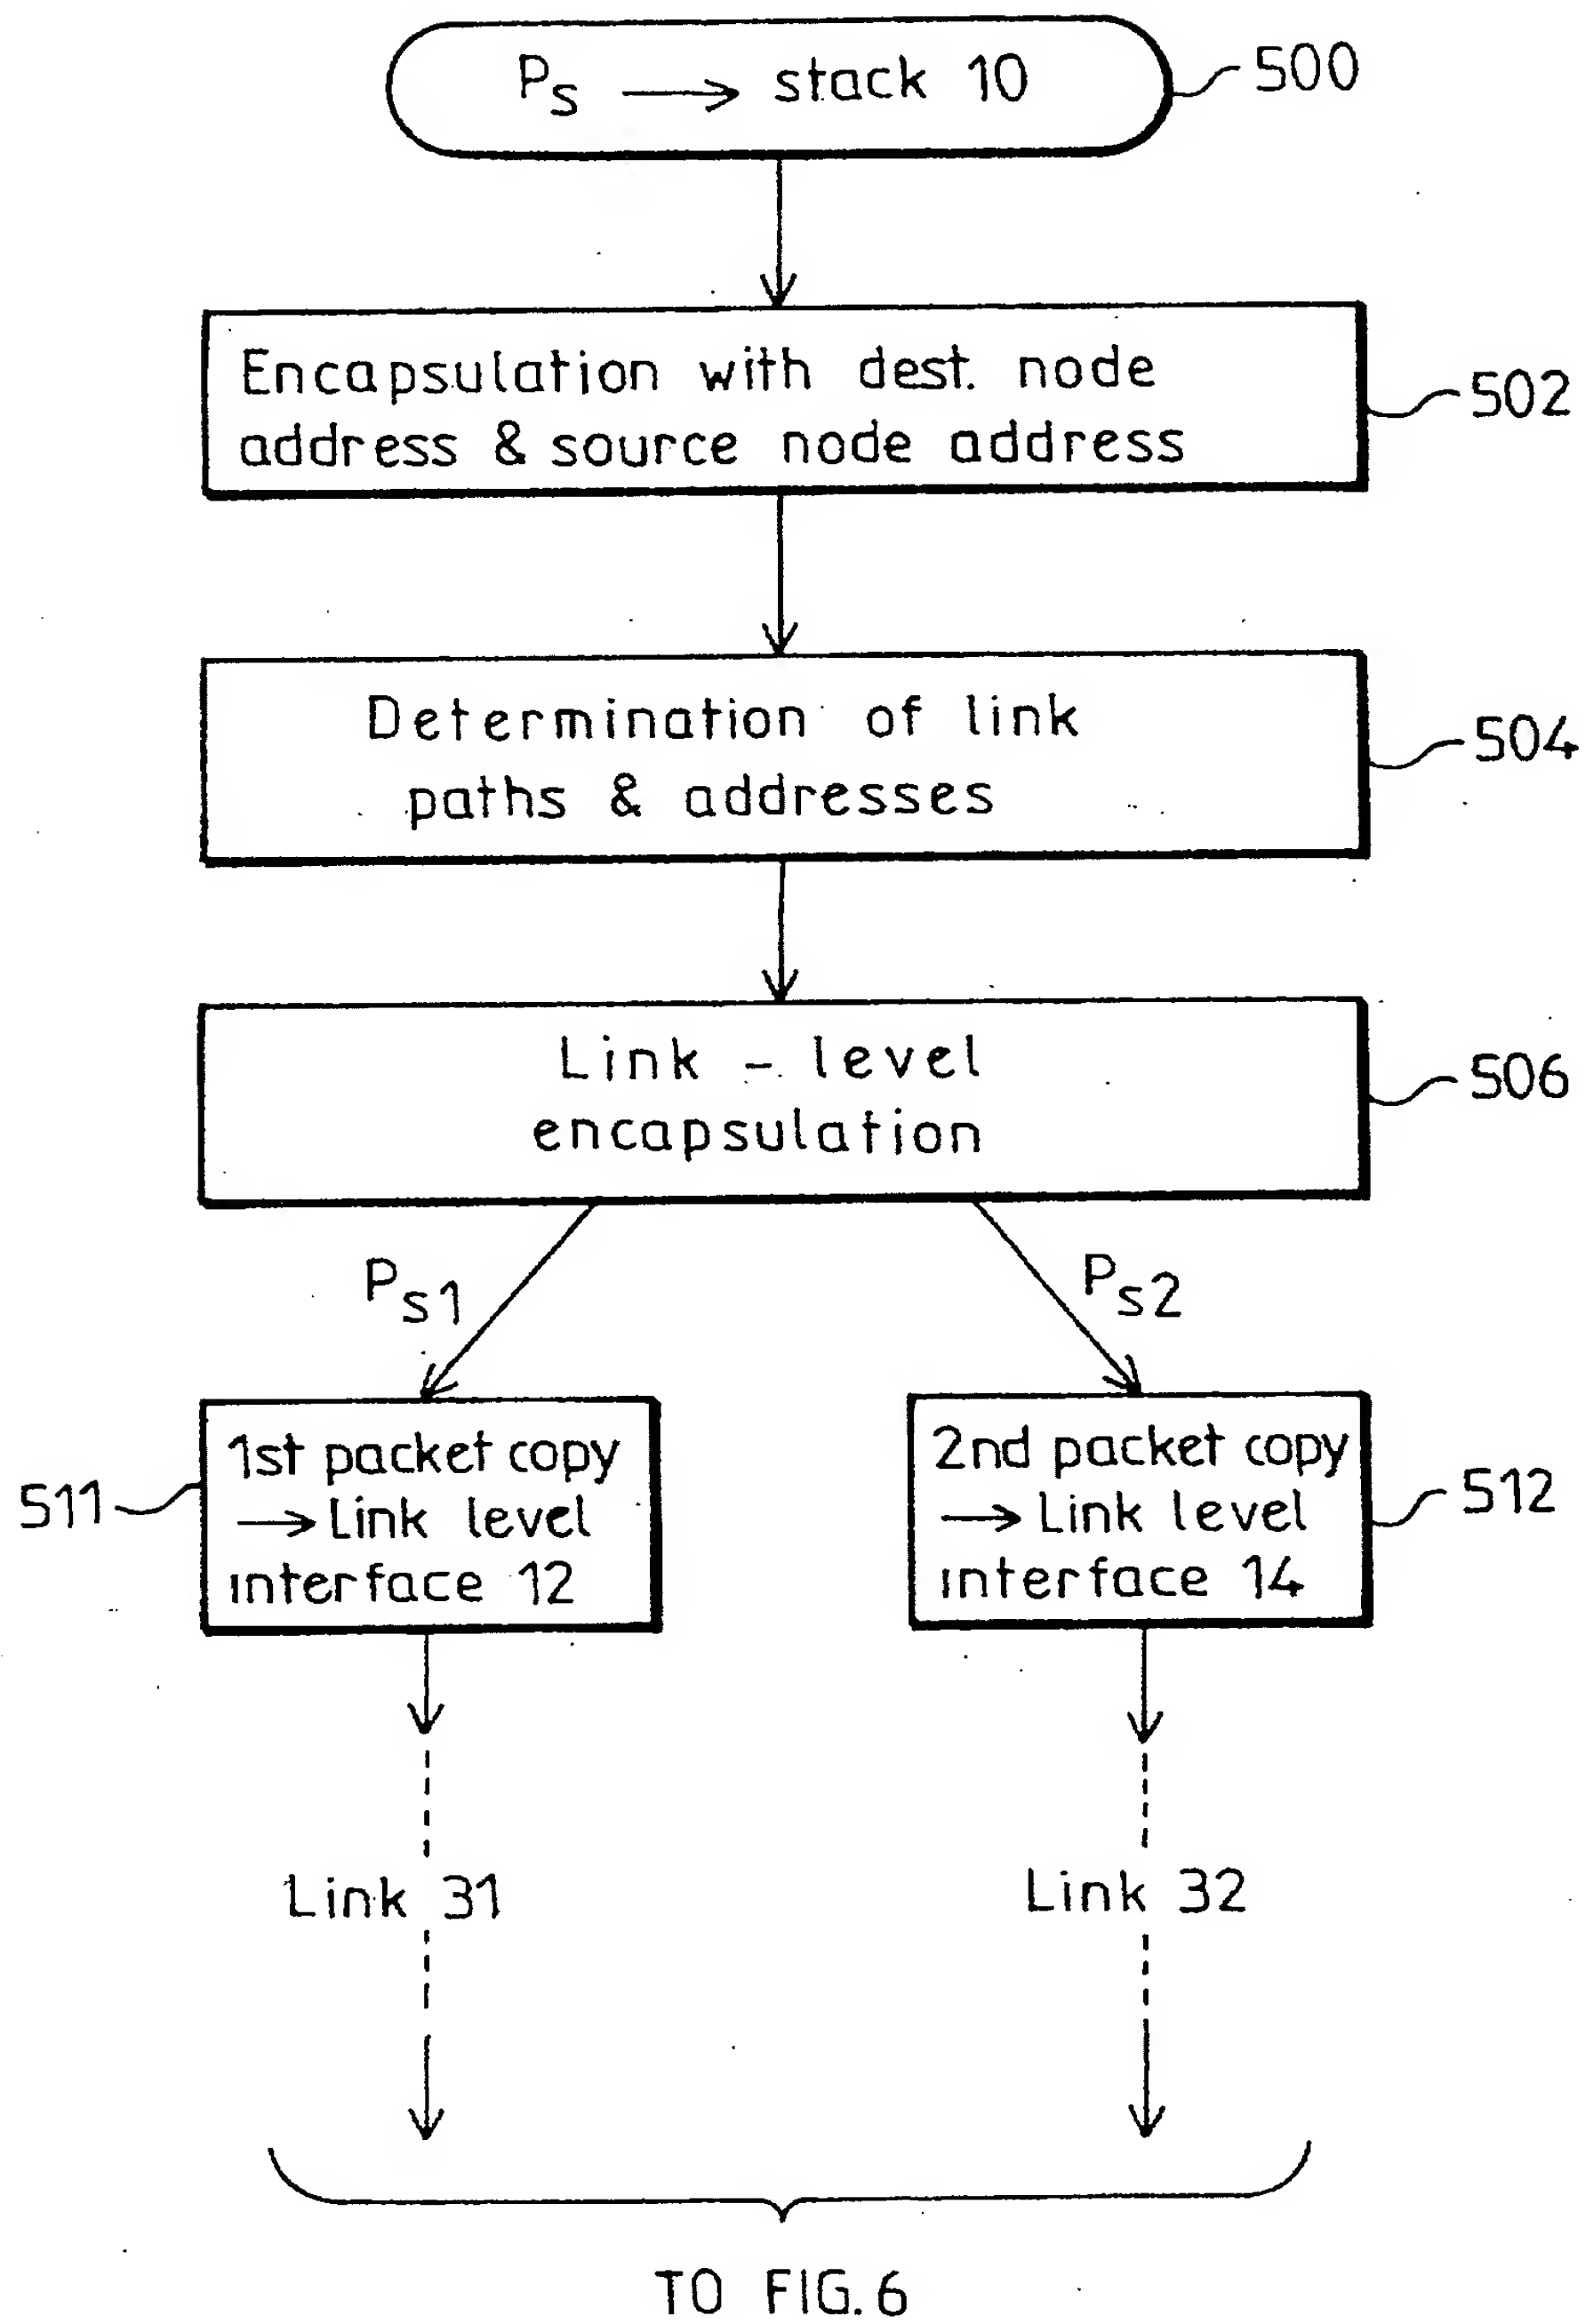 Ps → stack 10
500
Encapsulation with dest. node
address & source node address
502
Determination of link
paths & addresses
504
Link - level
encapsulation
506
Ps1
Ps2
1st packet copy
→ Link level
interface 12
511
2nd packet copy
→ Link level
interface 14
512
Link 31
Link 32
TO FIG. 6